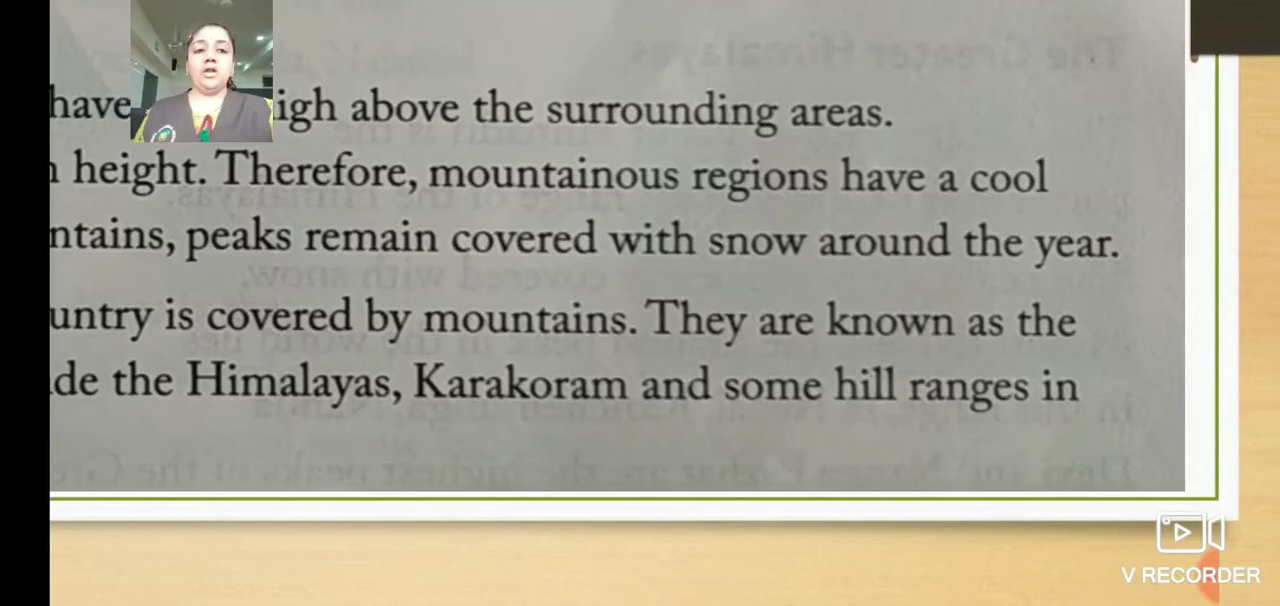 have igh above the surrounding areas.
height. Therefore, mountainous regions have a cool
ntains, peaks remain covered with snow around the year.
untry is covered by mountains. They are known as the
de the Himalayas, Karakoram and some hill ranges in
V RECORDER